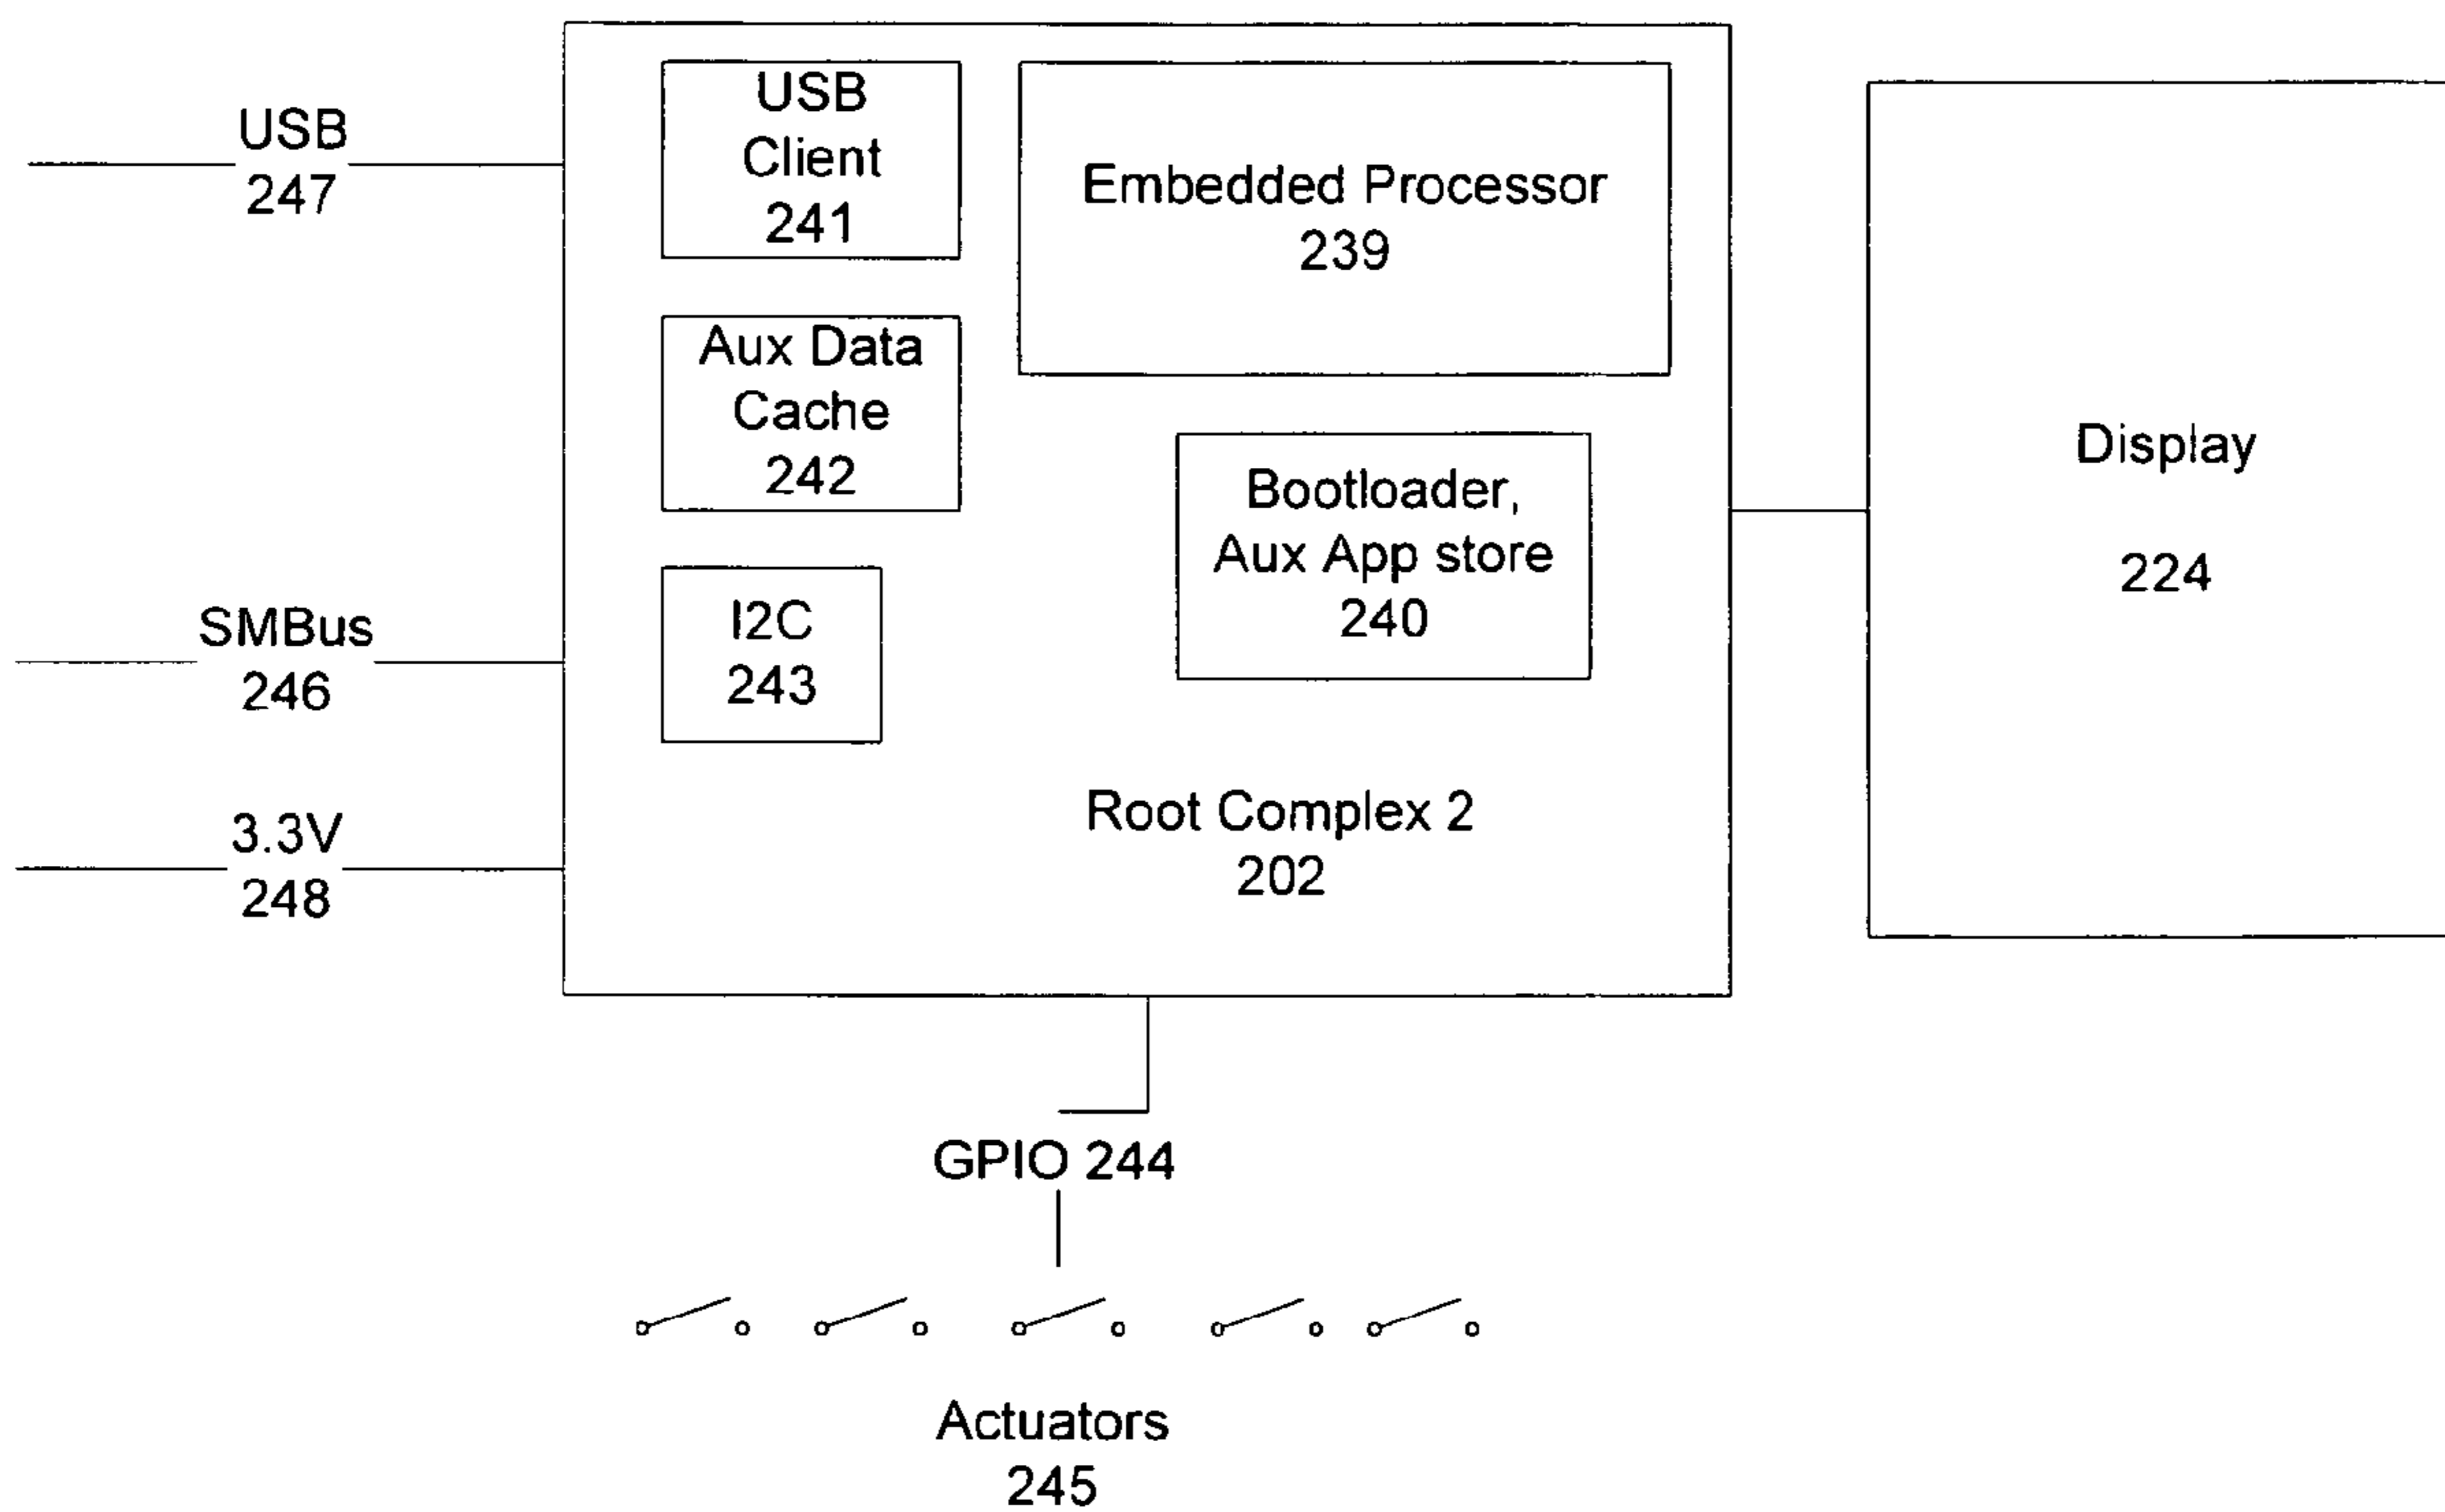 USB
247
SMBus
246
3.3V
248
USB
Client
241
Aux Data
Cache
242
I2C
243
Embedded Processor
239
Bootloader,
Aux App store
240
Root Complex 2
202
Display
224
GPIO 244
Actuators
245